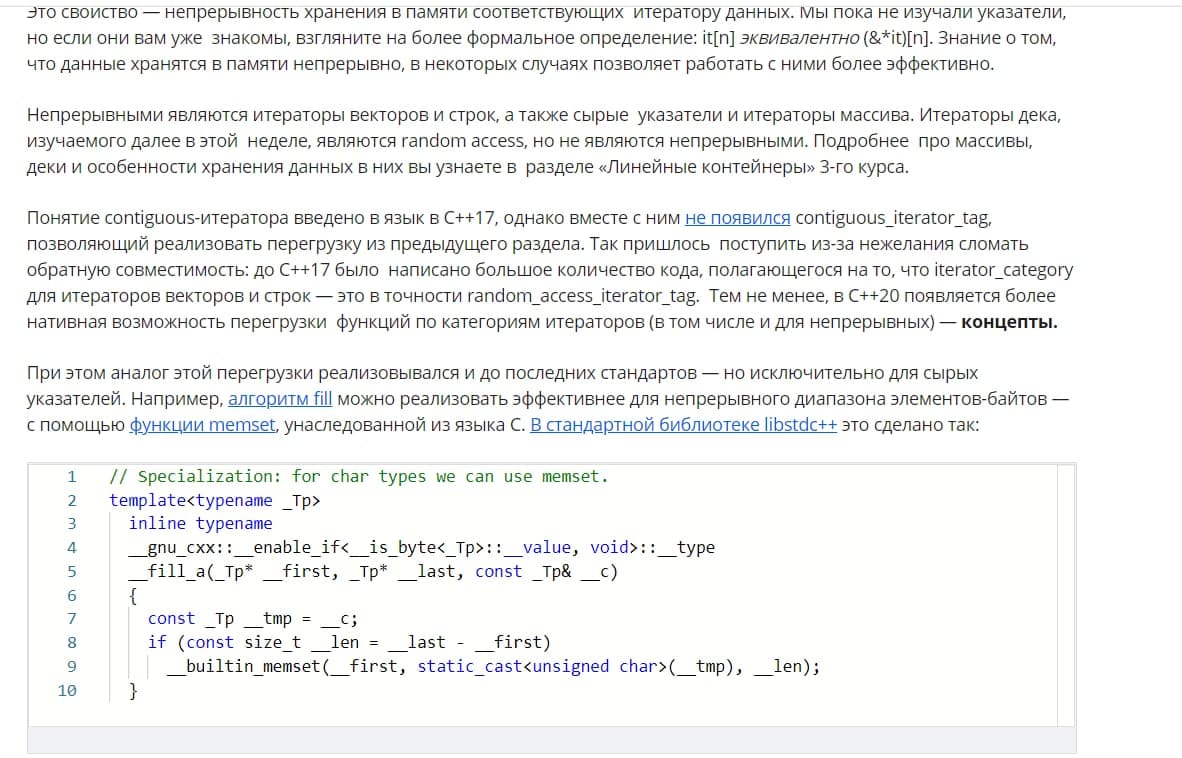 Это свойство — непрерывность хранения в памяти соответствующих итератору данных. Мы пока не изучали указатели,
но если они вам уже знакомы, взгляните на более формальное определение: it[n] эквивалентно (&*it)[n]. Знание о том,
что данные хранятся в памяти непрерывно, в некоторых случаях позволяет работать с ними более эффективно.
Непрерывными являются итераторы векторов и строк, а также сырые указатели и итераторы массива. Итераторы дека,
изучаемого далее в этой неделе, являются random access, но не являются непрерывными. Подробнее про массивы,
деки и особенности хранения данных в них вы узнаете в разделе «Линейные контейнеры» 3-го курса.
Понятие contiguous-итератора введено в язык в C++17, однако вместе с ним не появился contiguous_iterator_tag,
позволяющий реализовать перегрузку из предыдущего раздела. Так пришлось поступить из-за нежелания сломать
обратную совместимость: до C++17 было написано большое количество кода, полагающегося на то, что iterator_category
для итераторов векторов и строк — это в точности random_access_iterator_tag. Тем не менее, в C++20 появляется более
нативная возможность перегрузки функций по категориям итераторов (в том числе и для непрерывных) — концепты.
При этом аналог этой перегрузки реализовывался и до последних стандартов — но исключительно для сырых
указателей. Например, алгоритм fill можно реализовать эффективнее для непрерывного диапазона элементов-байтов —
с помощью функции memset, унаследованной из языка C. В стандартной библиотеке libstdc++ это сделано так:
1 // Specialization: for char types we can use memset.
2 template<typename _Tp>
3 inline typename
4 __gnu_cxx::__enable_if<__is_byte<_Tp>::__value, void>::__type
5 __fill_a(_Tp* __first, _Tp* __last, const _Tp& __c)
6 {
7 const _Tp __tmp = __c;
8 if (const size_t __len = __last - __first)
9 __builtin_memset(__first, static_cast<unsigned char>(__tmp), __len);
10 }